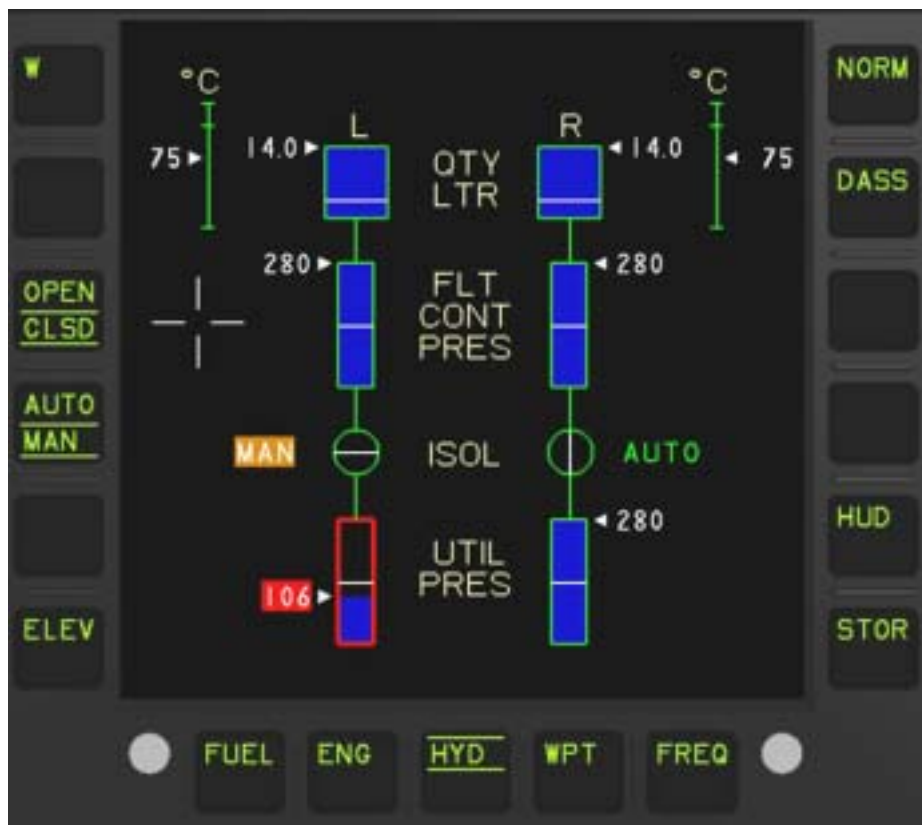 W
NORM
°C
°C
L
R
75
14.0
QTY
LTR
14.0
75
DASS
280
FLT
CONT
PRES
280
OPEN
CLSD
AUTO
MAN
MAN
ISOL
AUTO
280
HUD
UTIL
PRES
106
ELEV
STOR
FUEL
ENG
HYD
WPT
FREQ